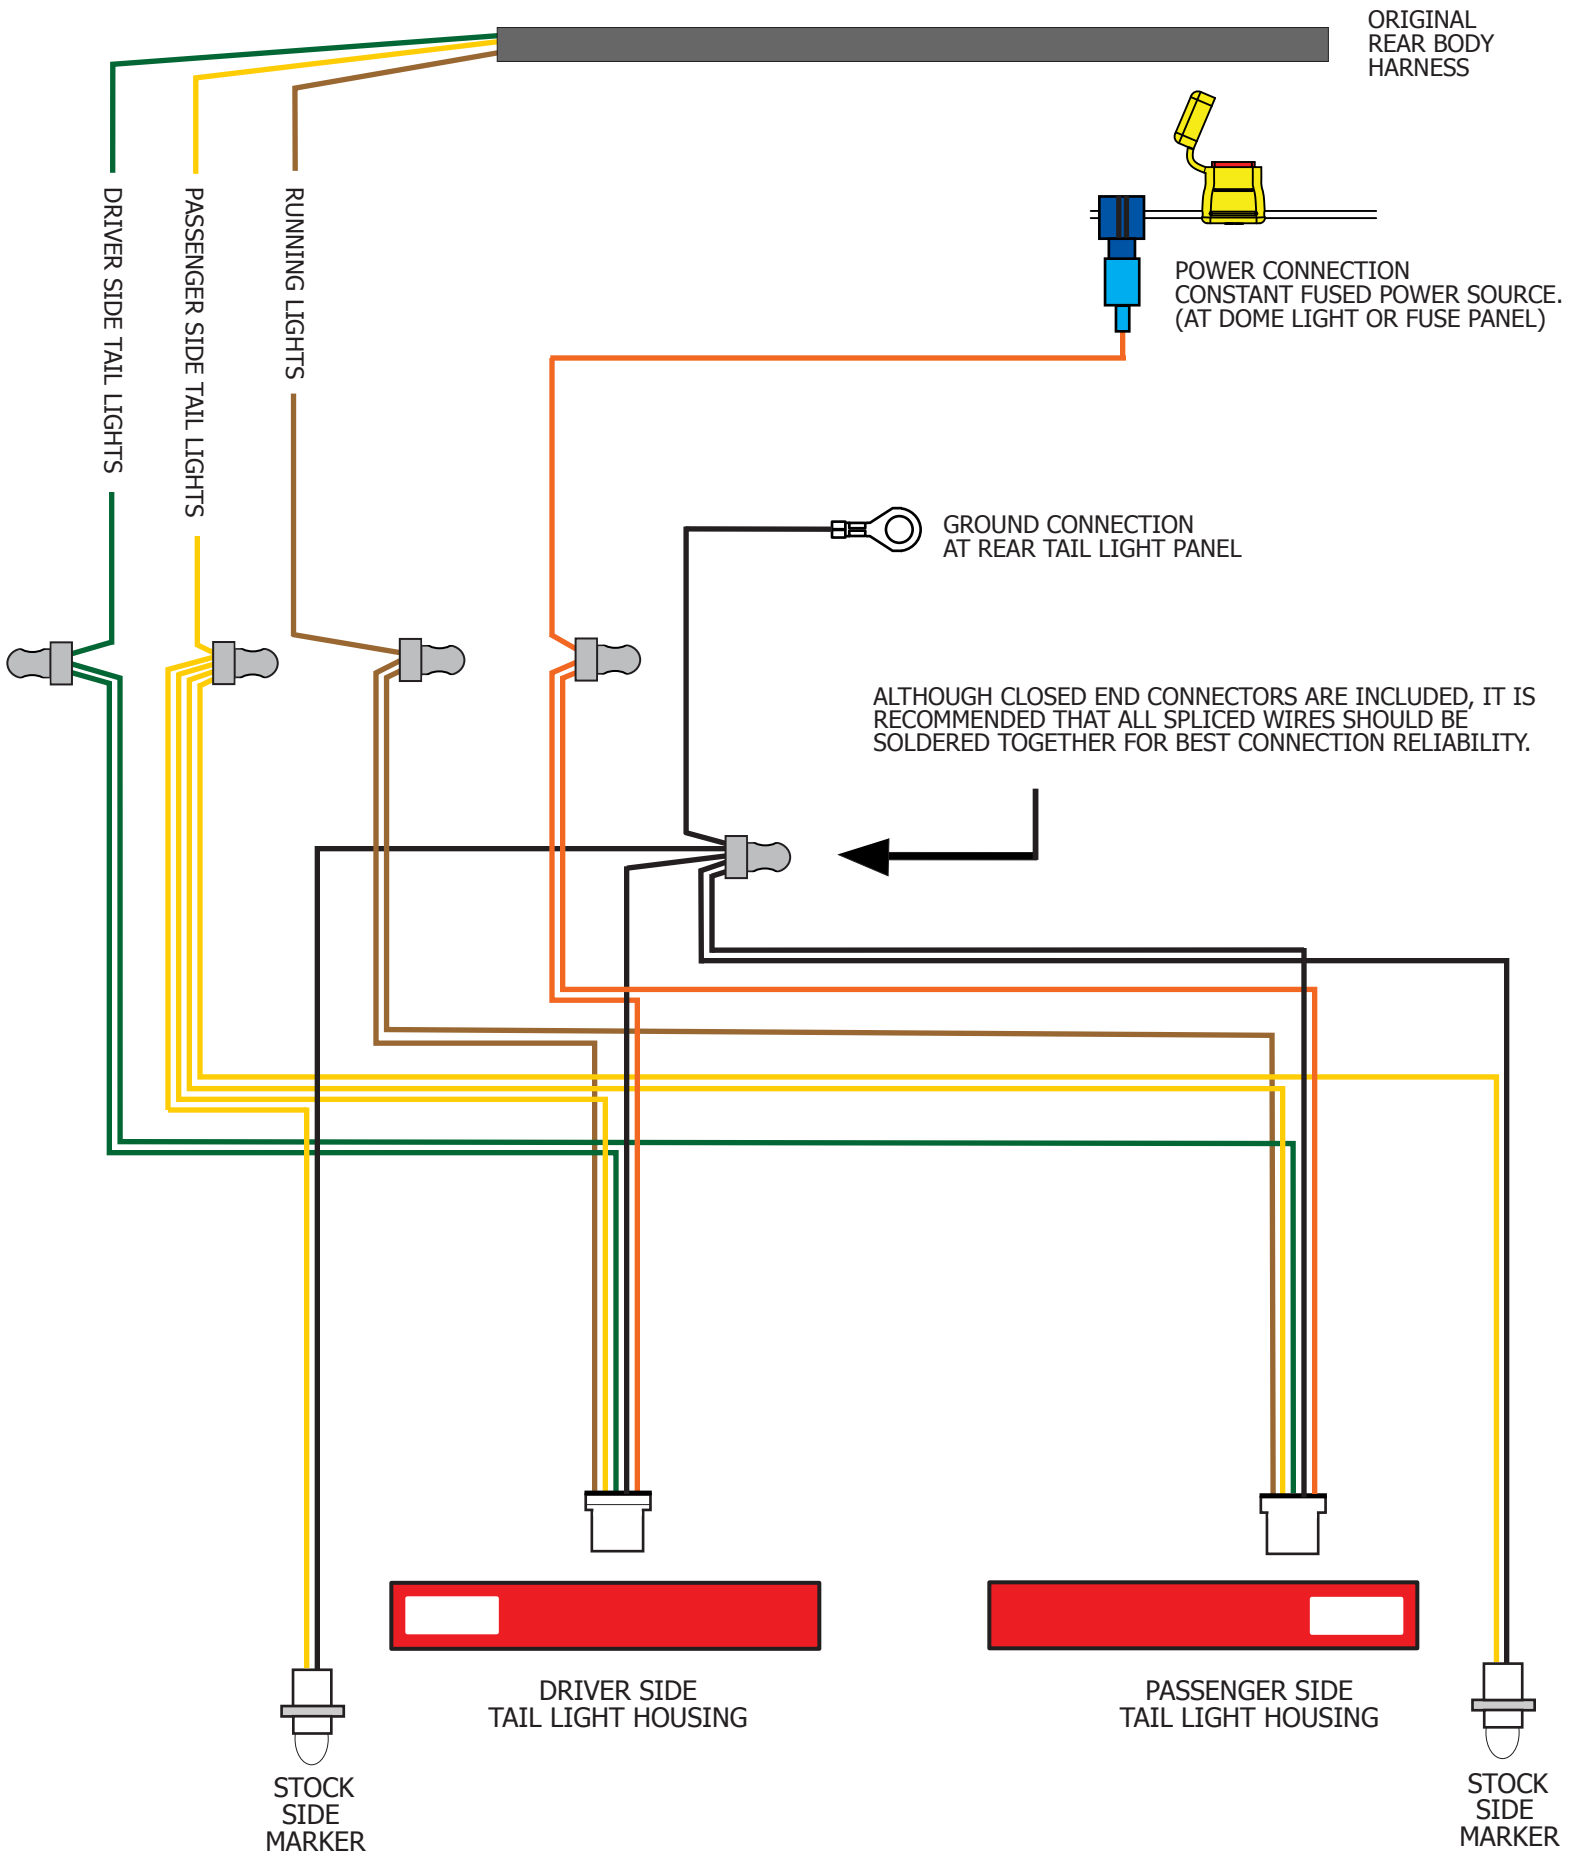 ORIGINAL
REAR BODY
HARNESS
DRIVER SIDE TAIL LIGHTS
PASSENGER SIDE TAIL LIGHTS
RUNNING LIGHTS
POWER CONNECTION
CONSTANT FUSED POWER SOURCE.
(AT DOME LIGHT OR FUSE PANEL)
GROUND CONNECTION
AT REAR TAIL LIGHT PANEL
ALTHOUGH CLOSED END CONNECTORS ARE INCLUDED, IT IS
RECOMMENDED THAT ALL SPLICED WIRES SHOULD BE
SOLDERED TOGETHER FOR BEST CONNECTION RELIABILITY.
DRIVER SIDE
TAIL LIGHT HOUSING
PASSENGER SIDE
TAIL LIGHT HOUSING
STOCK
SIDE
MARKER
STOCK
SIDE
MARKER